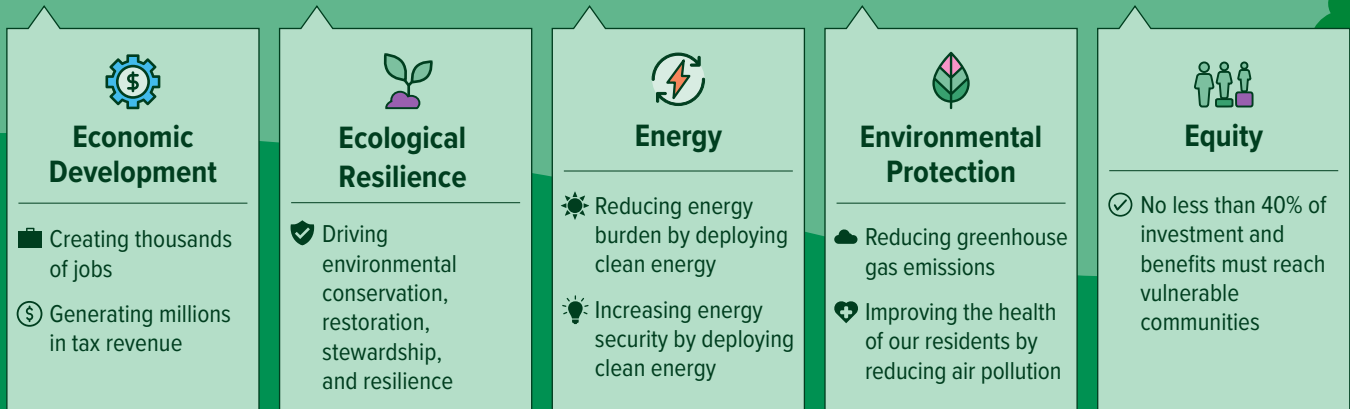 Economic
Development
Creating thousands
of jobs
Generating millions
in tax revenue
Ecological
Resilience
Driving
environmental
conservation,
restoration,
stewardship,
and resilience
Energy
Reducing energy
burden by deploying
clean energy
Increasing energy
security by deploying
clean energy
Environmental
Protection
Reducing greenhouse
gas emissions
Improving the health
of our residents by
reducing air pollution
Equity
No less than 40% of
investment and
benefits must reach
vulnerable
communities